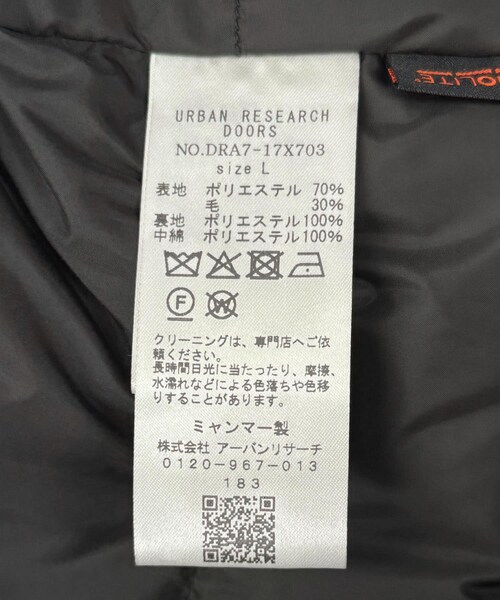 URBAN RESEARCH
DOORS
NO.DRA7-17X703
size L
表地 ポリエステル 70%
毛 30%
裏地 ポリエステル100%
中綿 ポリエステル100%
F
W
クリーニングは、専門店へご依
頼ください。
長時間日光に当たったり、摩擦、
水濡れなどによる色落ちや色移
りすることがあります。
ミャンマー製
株式会社 アーバンリサーチ
0120-967-013
183